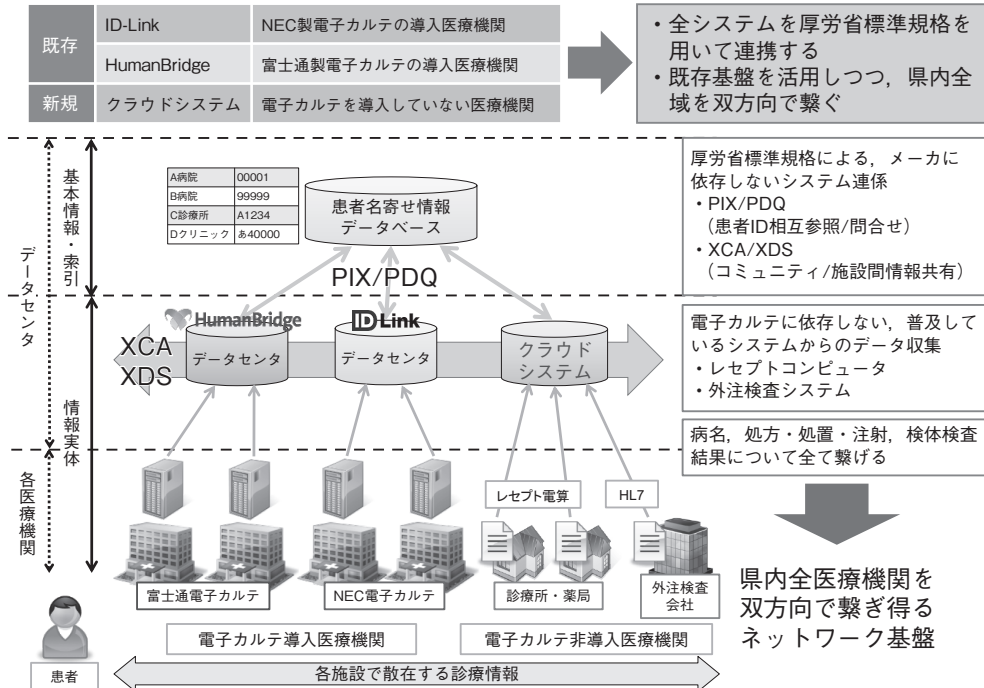 既存
ID-Link
NEC製電子カルテの導入医療機関
HumanBridge
富士通製電子カルテの導入医療機関
新規
クラウドシステム
電子カルテを導入していない医療機関
・全システムを厚労省標準規格を
用いて連携する
・既存基盤を活用しつつ，県内全
域を双方向で繋ぐ
データセンタ
基本情報・索引
A病院 00001
B病院 99999
C診療所 A1234
Dクリニック あ40000
患者名寄せ情報
データベース
PIX/PDQ
厚労省標準規格による，メーカに
依存しないシステム連係
・PIX/PDQ
（患者ID相互参照/問合せ）
・XCA/XDS
（コミュニティ/施設間情報共有）
情報実体
XCA
XDS
HumanBridge
データセンタ
IDLink
データセンタ
クラウド
システム
電子カルテに依存しない，普及して
いるシステムからのデータ収集
・レセプトコンピュータ
・外注検査システム
病名，処方・処置・注射，検体検査
結果について全て繋げる
各医療機関
レセプト電算
HL7
富士通電子カルテ
NEC電子カルテ
診療所・薬局
外注検査
会社
電子カルテ導入医療機関
電子カルテ非導入医療機関
県内全医療機関を
双方向で繋ぎ得る
ネットワーク基盤
患者
各施設で散在する診療情報